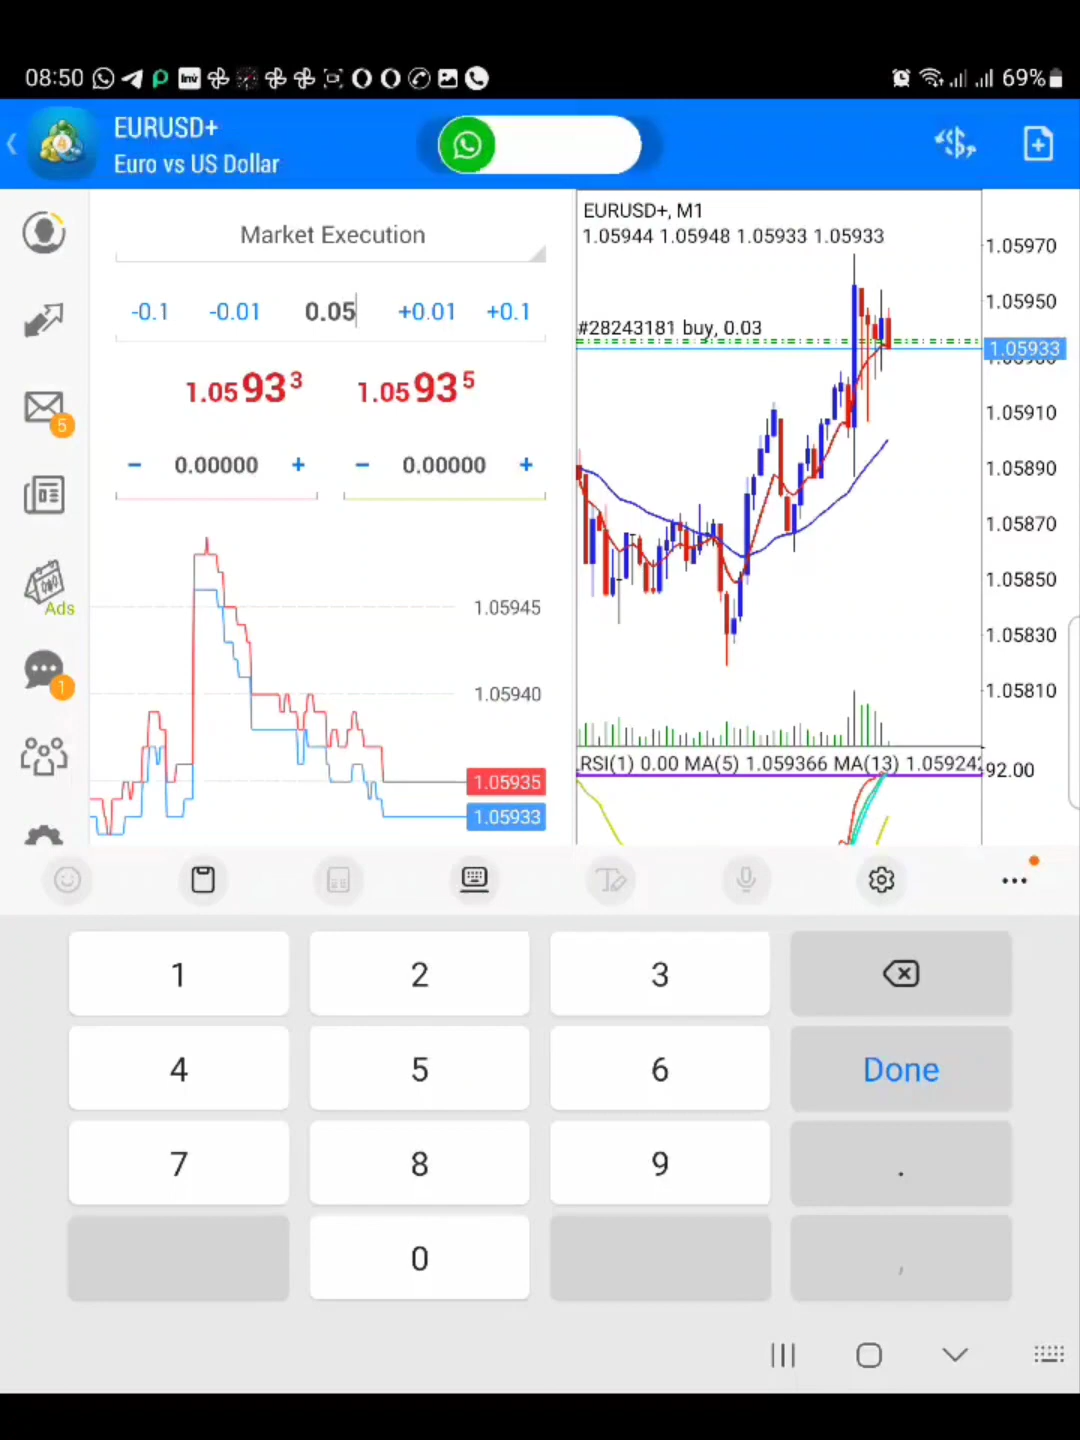 08:50
69%
EURUSD+
Euro vs US Dollar
4
Market Execution
-0.1 -0.01 0.05 +0.01 +0.1
1.05933 1.05935
- 0.00000 + - 0.00000 +
5
Ads
1
1.05945
1.05940
1.05935
1.05933
EURUSD+, M1
1.05944 1.05948 1.05933 1.05933
#28243181 buy, 0.03
1.05970
1.05950
1.05933
1.05910
1.05890
1.05870
1.05850
1.05830
1.05810
RSI(1) 0.00 MA(5) 1.059366 MA(13) 1.059242
92.00
1 2 3
4 5 6 Done
7 8 9 .
0 ,